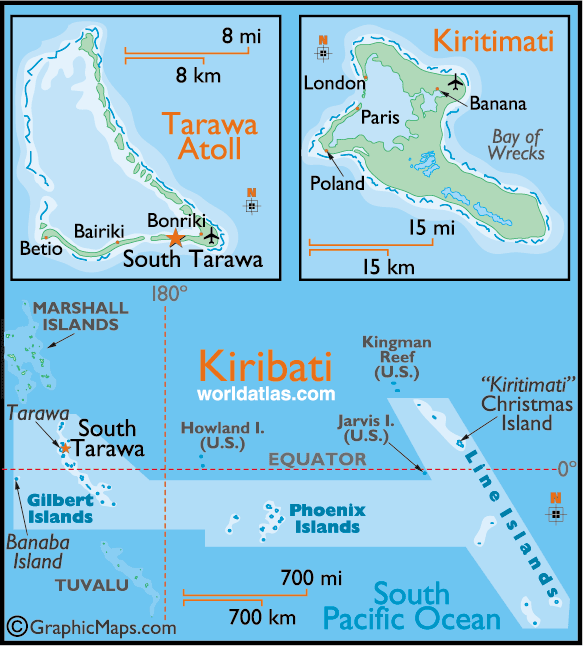 8 mi
8 km
Tarawa
Atoll
N
Bonriki
Bairiki
Betio
South Tarawa
N
Kiritimati
London
Banana
Paris
Bay of
Wrecks
Poland
15 mi
15 km
180°
MARSHALL
ISLANDS
Kingman
Reef
(U.S.)
Kiribati
worldatlas.com
"Kiritimati"
Christmas
Island
Tarawa
South
Tarawa
Howland I.
(U.S.)
Jarvis I.
(U.S.)
EQUATOR
0°
Line Islands
Gilbert
Islands
Phoenix
Islands
N
Banaba
Island
TUVALU
700 mi
700 km
South
Pacific Ocean
©GraphicMaps.com